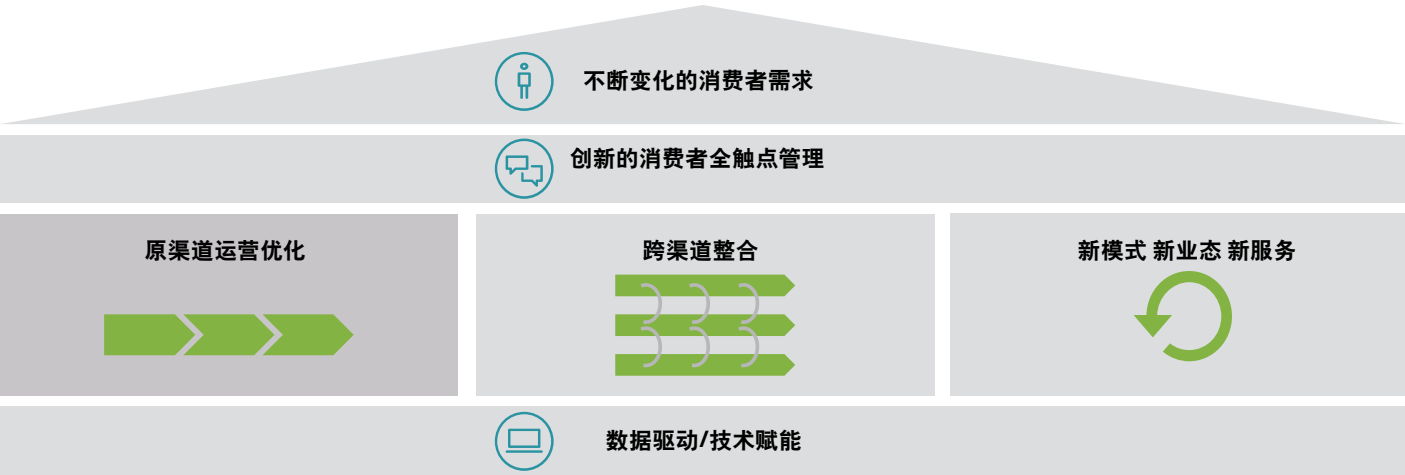 不断变化的消费者需求
创新的消费者全触点管理
原渠道运营优化
跨渠道整合
新模式 新业态 新服务
数据驱动/技术赋能